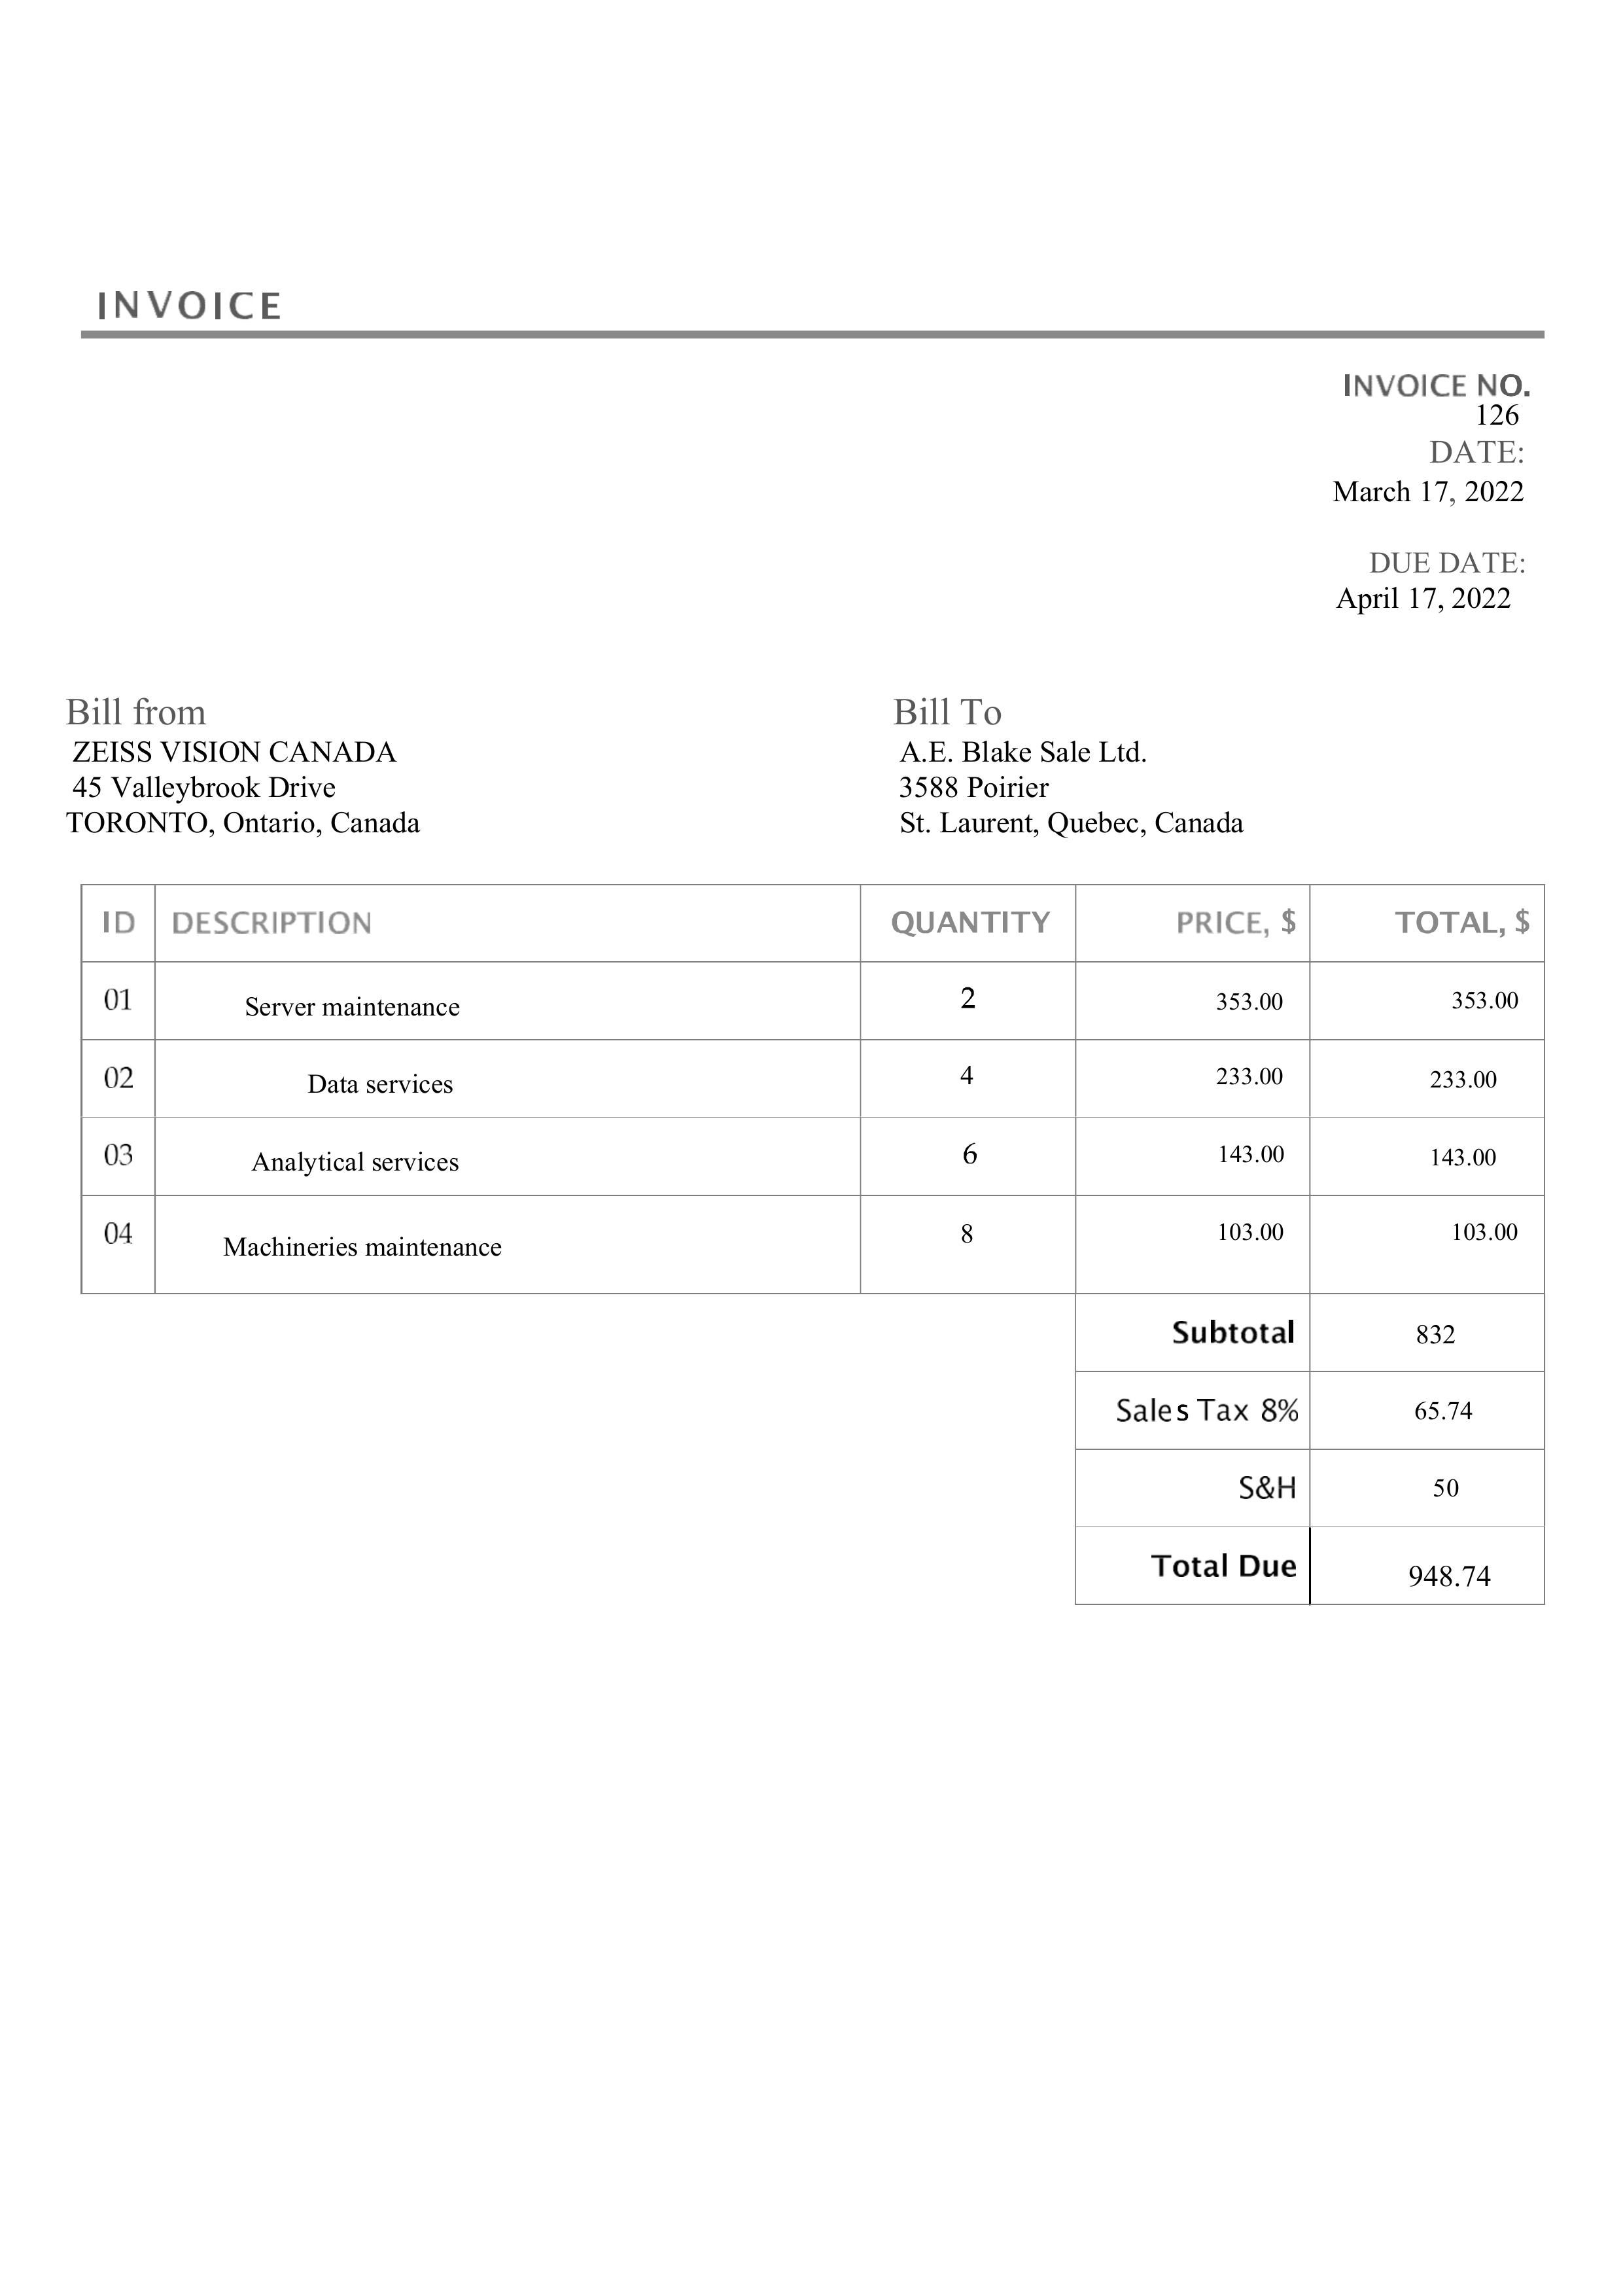 INVOICE
INVOICE NO.
126
DATE:
March 17, 2022
DUE DATE:
April 17, 2022
Bill from
ZEISS VISION CANADA
45 Valleybrook Drive
TORONTO, Ontario, Canada
Bill To
A.E. Blake Sale Ltd.
3588 Poirier
St. Laurent, Quebec, Canada
ID DESCRIPTION QUANTITY PRICE, $ TOTAL, $
01 Server maintenance 2 353.00 353.00
02 Data services 4 233.00 233.00
03 Analytical services 6 143.00 143.00
04 Machineries maintenance 8 103.00 103.00
Subtotal 832
Sales Tax 8% 65.74
S&H 50
Total Due 948.74